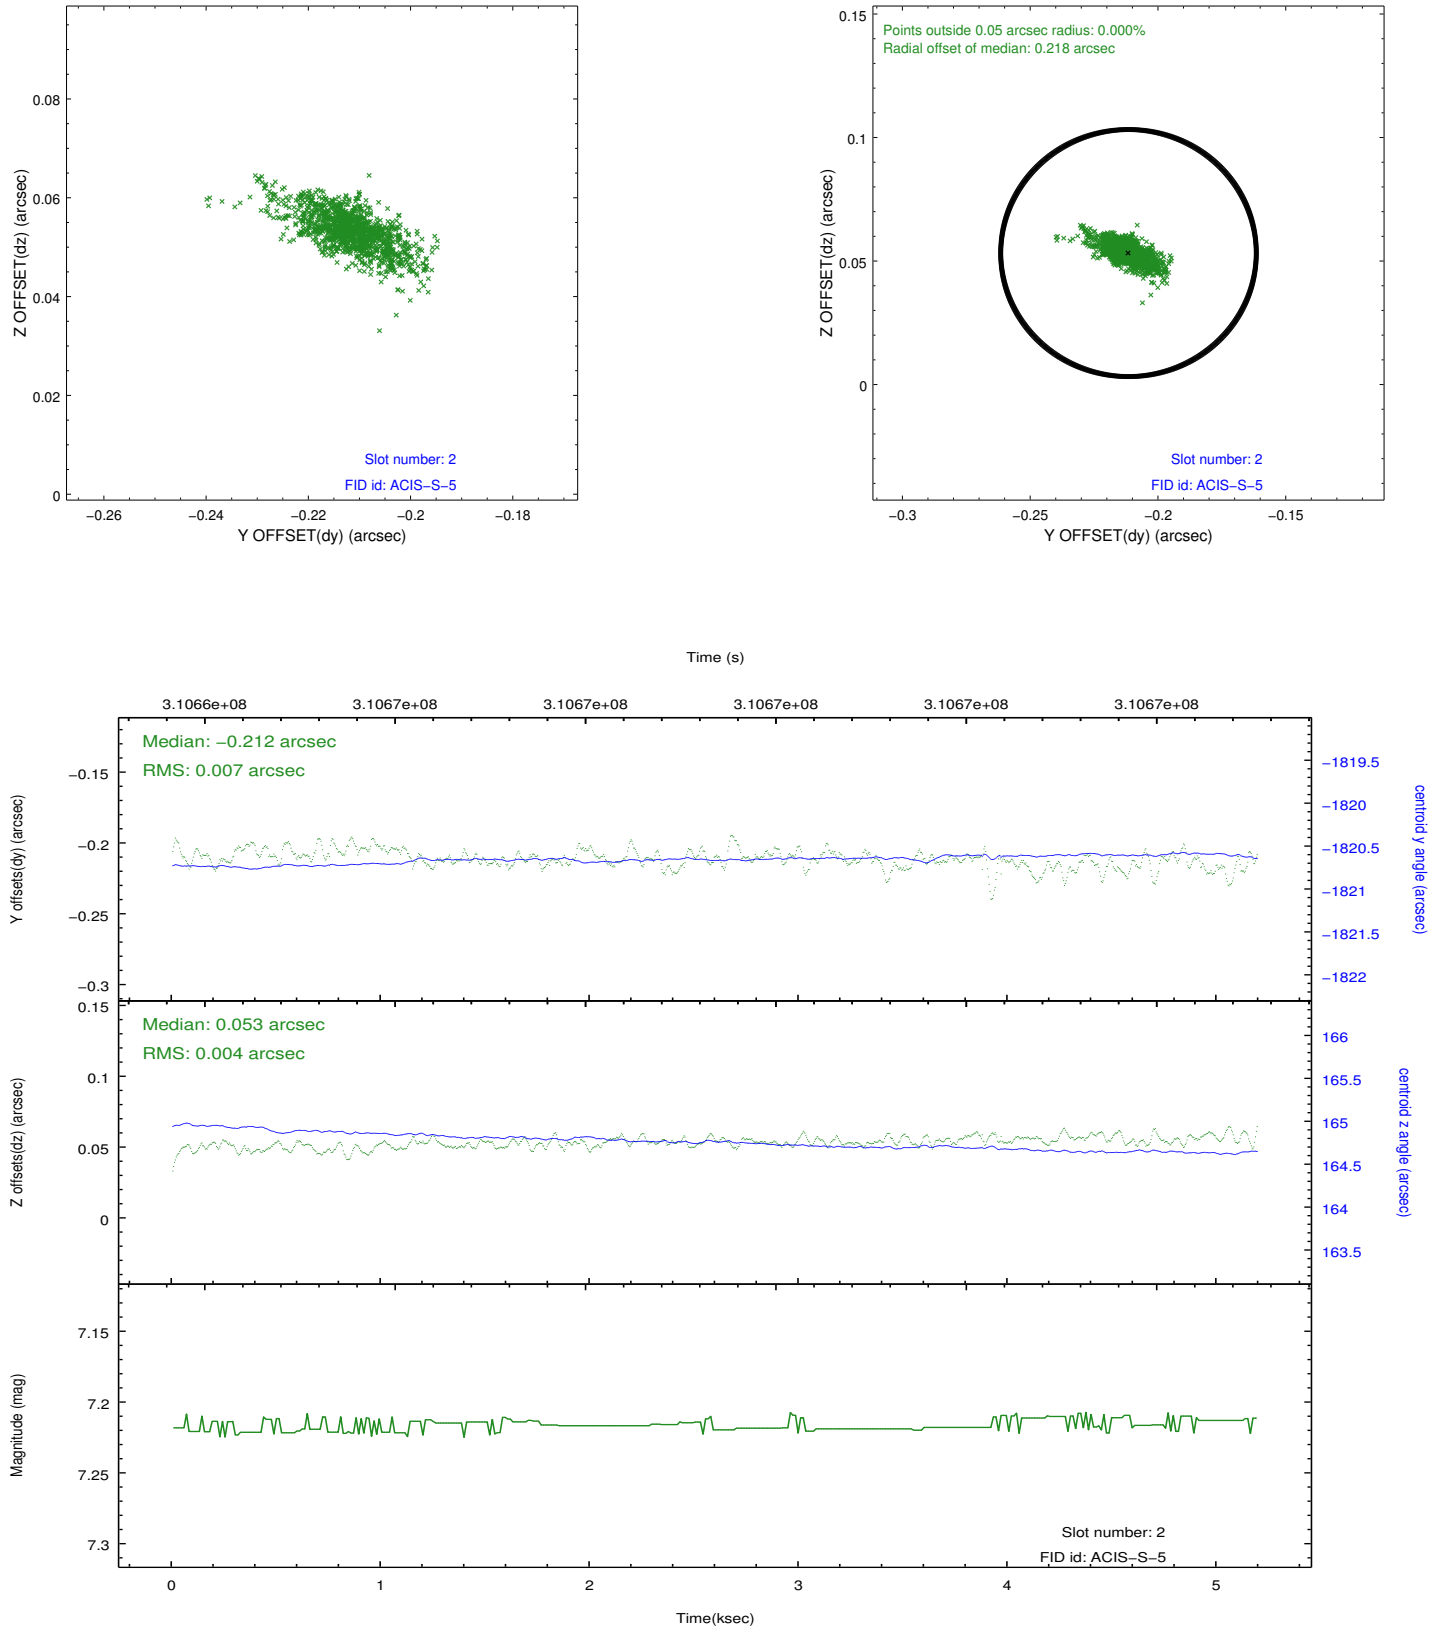 0.08
0.06
0.04
0.02
0
Z OFFSET(dz) (arcsec)
Slot number: 2
FID id: ACIS−S−5
−0.26 −0.24 −0.22 −0.2 −0.18
Y OFFSET(dy) (arcsec)
Points outside 0.05 arcsec radius: 0.000%
Radial offset of median: 0.218 arcsec
0.15
0.1
0.05
0
Z OFFSET(dz) (arcsec)
Slot number: 2
FID id: ACIS−S−5
−0.3 −0.25 −0.2 −0.15
Y OFFSET(dy) (arcsec)
Time (s)
3.1066e+08 3.1067e+08 3.1067e+08 3.1067e+08 3.1067e+08 3.1067e+08
Median: −0.212 arcsec
RMS: 0.007 arcsec
−0.15
−0.2
−0.25
−0.3
Y offsets(dy) (arcsec)
−1819.5
−1820
−1820.5
−1821
−1821.5
−1822
centroid y angle (arcsec)
Median: 0.053 arcsec
RMS: 0.004 arcsec
0.15
0.1
0.05
0
Z offsets(dz) (arcsec)
166
165.5
165
164.5
164
163.5
centroid z angle (arcsec)
7.15
7.2
7.25
7.3
Magnitude (mag)
Slot number: 2
FID id: ACIS−S−5
0 1 2 3 4 5
Time(ksec)